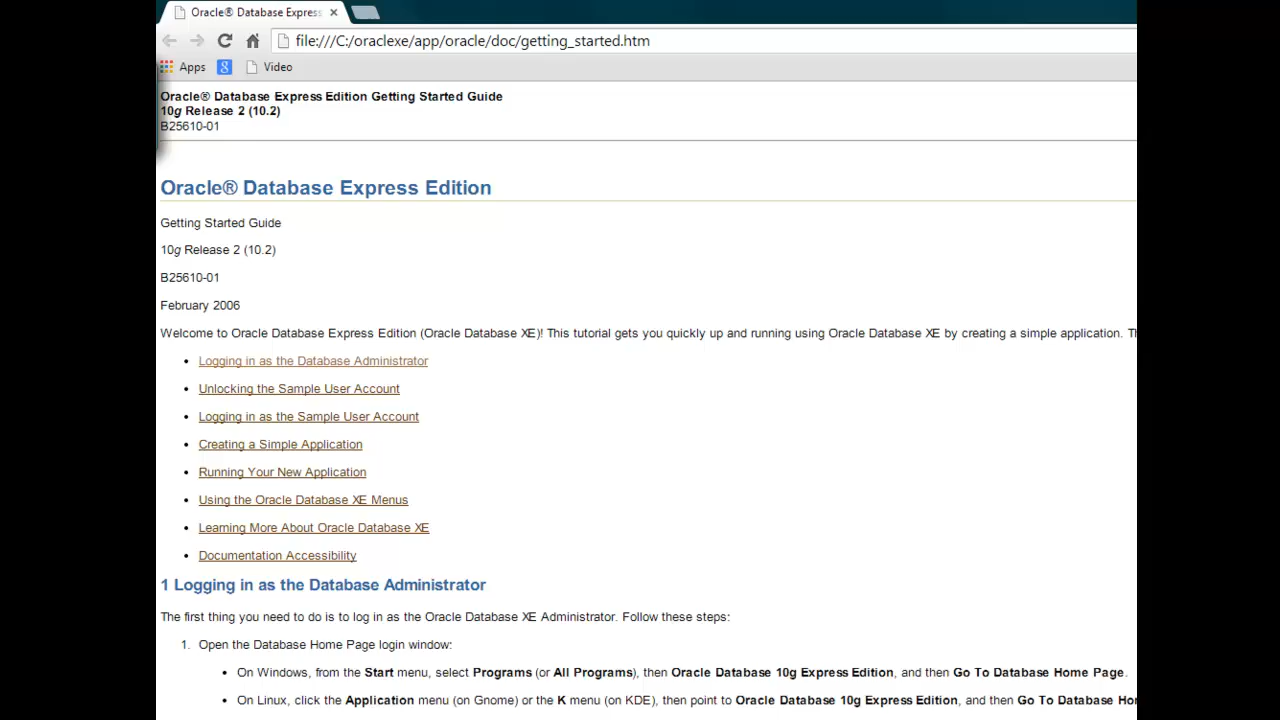 Oracle® Database Express
file:///C:/oraclexe/app/oracle/doc/getting_started.htm
Apps
8
Video
Oracle® Database Express Edition Getting Started Guide
10g Release 2 (10.2)
B25610-01
Oracle® Database Express Edition
Getting Started Guide
10g Release 2 (10.2)
B25610-01
February 2006
Welcome to Oracle Database Express Edition (Oracle Database XE)! This tutorial gets you quickly up and running using Oracle Database XE by creating a simple application.
Logging in as the Database Administrator
Unlocking the Sample User Account
Logging in as the Sample User Account
Creating a Simple Application
Running Your New Application
Using the Oracle Database XE Menus
Learning More About Oracle Database XE
Documentation Accessibility
1 Logging in as the Database Administrator
The first thing you need to do is to log in as the Oracle Database XE Administrator. Follow these steps:
1. Open the Database Home Page login window:
On Windows, from the Start menu, select Programs (or All Programs), then Oracle Database 10g Express Edition, and then Go To Database Home Page.
On Linux, click the Application menu (on Gnome) or the K menu (on KDE), then point to Oracle Database 10g Express Edition, and then Go To Database